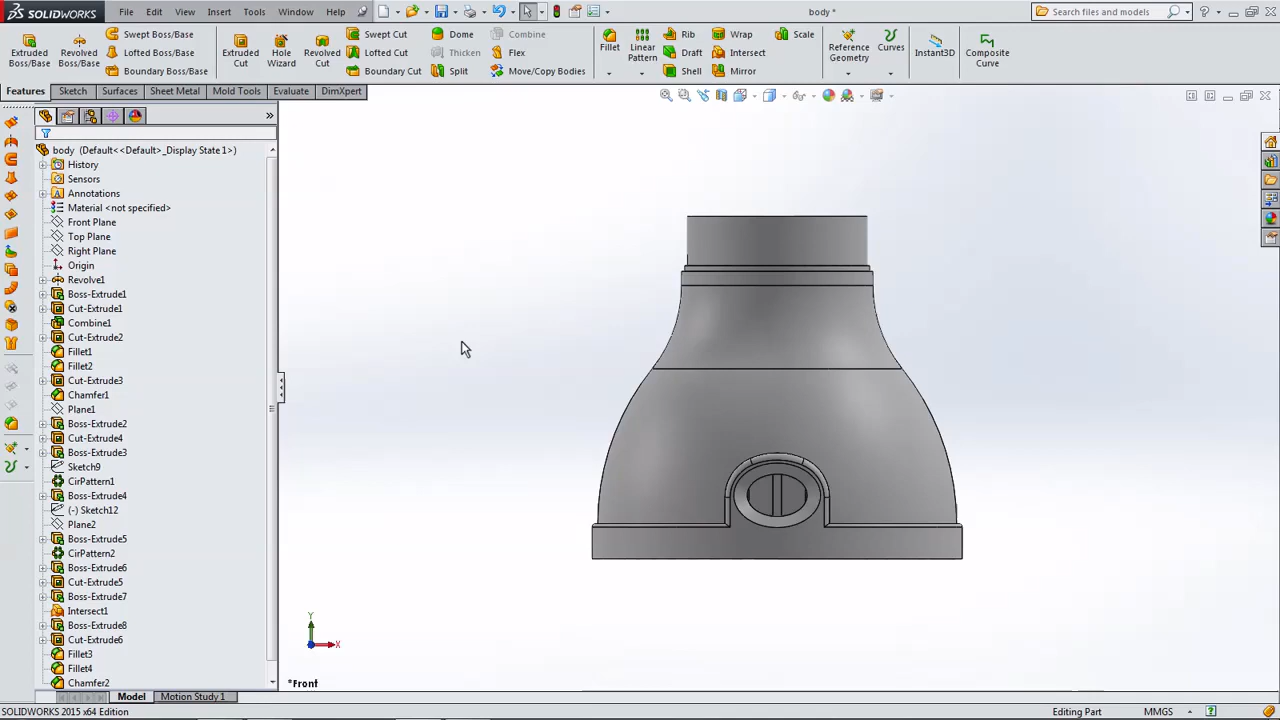 SOLIDWORKS File Edit View Insert Tools Window Help body * Search files and models
Extruded Boss/Base Revolved Boss/Base Swept Boss/Base Lofted Boss/Base Boundary Boss/Base Extruded Cut Hole Wizard Revolved Cut Swept Cut Lofted Cut Boundary Cut Dome Thicken Split Combine Flex Move/Copy Bodies Fillet Linear Pattern Rib Draft Shell Wrap Intersect Mirror Scale Reference Geometry Curves Instant3D Composite Curve
Features Sketch Surfaces Sheet Metal Mold Tools Evaluate DimXpert
body (Default<<Default>_Display State 1>)
History
Sensors
Annotations
Material <not specified>
Front Plane
Top Plane
Right Plane
Origin
Revolve1
Boss-Extrude1
Cut-Extrude1
Combine1
Cut-Extrude2
Fillet1
Fillet2
Cut-Extrude3
Chamfer1
Plane1
Boss-Extrude2
Cut-Extrude4
Boss-Extrude3
Sketch9
CirPattern1
Boss-Extrude4
(-) Sketch12
Plane2
Boss-Extrude5
CirPattern2
Boss-Extrude6
Cut-Extrude5
Boss-Extrude7
Intersect1
Boss-Extrude8
Cut-Extrude6
Fillet3
Fillet4
Chamfer2
Y
X
*Front
Model Motion Study 1
SOLIDWORKS 2015 x64 Edition Editing Part MMGS